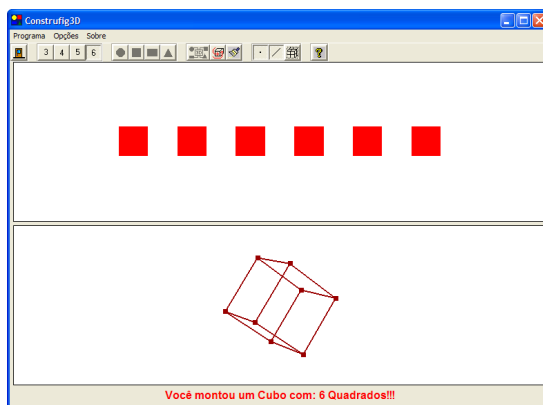 Construfig3D
Programa Opções Sobre
3 4 5 6 ?
Você montou um Cubo com: 6 Quadrados!!!